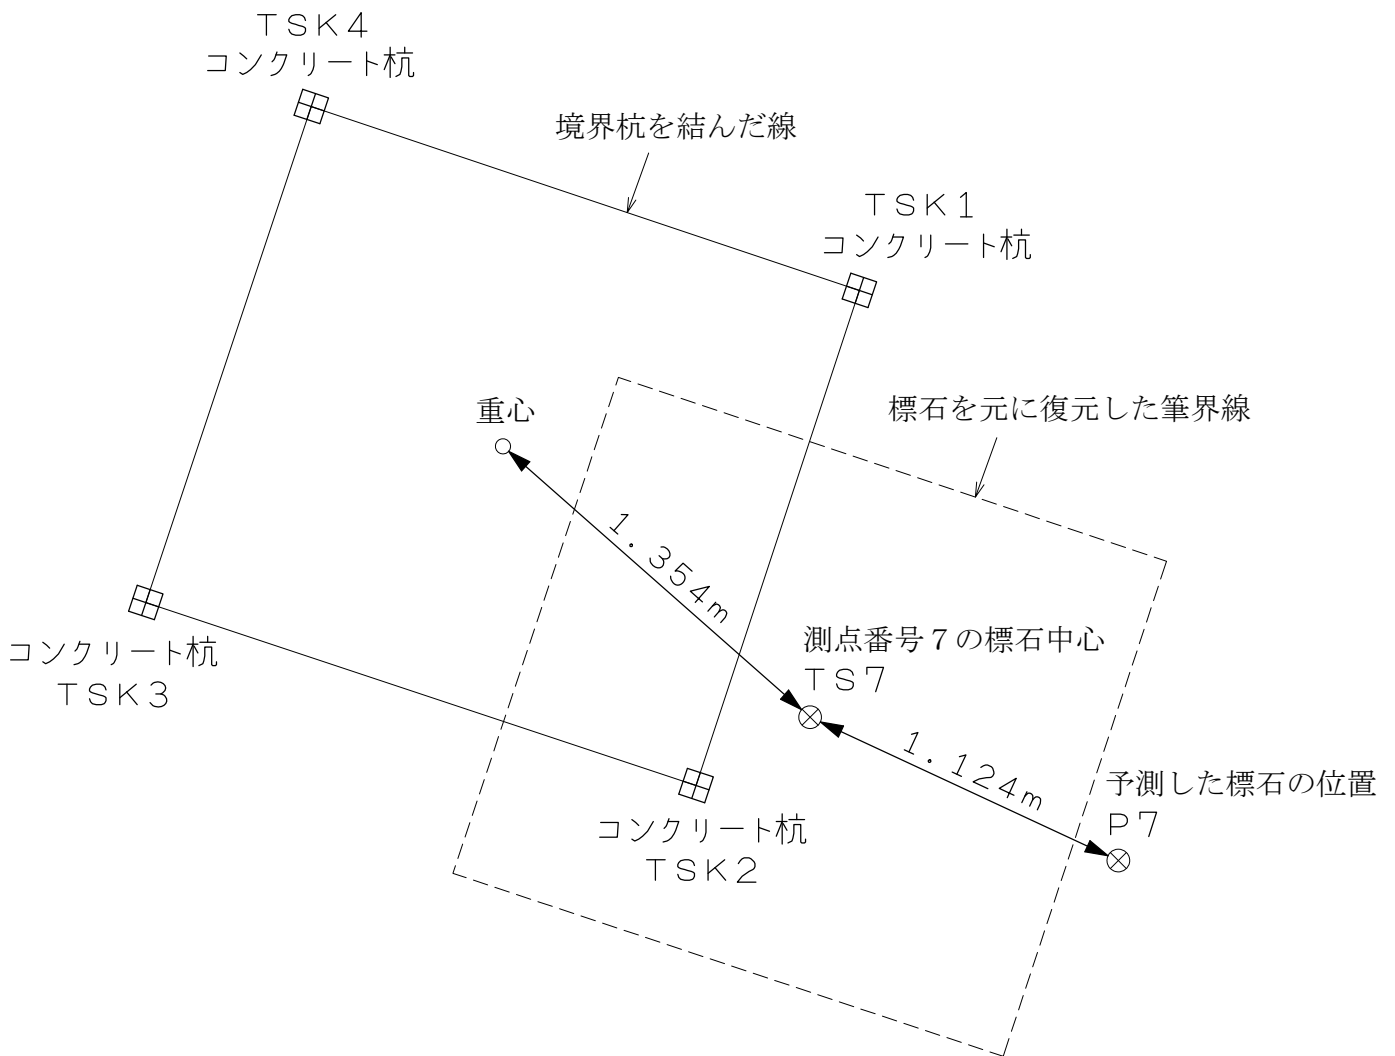 TSK4
コンクリート杭
境界杭を結んだ線
TSK1
コンクリート杭
重心
標石を元に復元した筆界線
1.354m
コンクリート杭
TSK3
測点番号７の標石中心
TS7
1.124m
予測した標石の位置
P7
コンクリート杭
TSK2